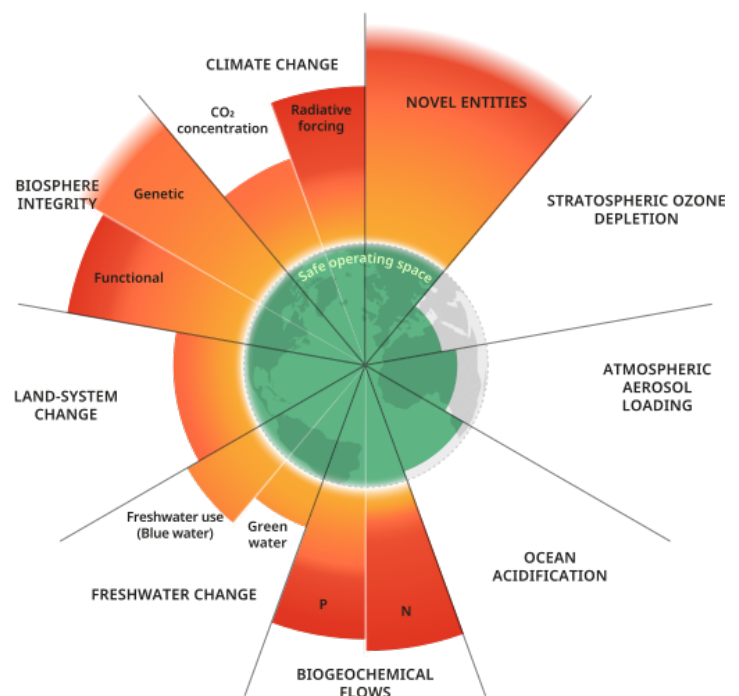 CLIMATE CHANGE
CO₂
concentration
Radiative
forcing
NOVEL ENTITIES
BIOSPHERE
INTEGRITY
Genetic
Functional
STRATOSPHERIC OZONE
DEPLETION
Safe operating space
ATMOSPHERIC
AEROSOL
LOADING
LAND-SYSTEM
CHANGE
Freshwater use
(Blue water)
Green
water
FRESHWATER CHANGE
P
N
OCEAN
ACIDIFICATION
BIOGEOCHEMICAL
FLOWS